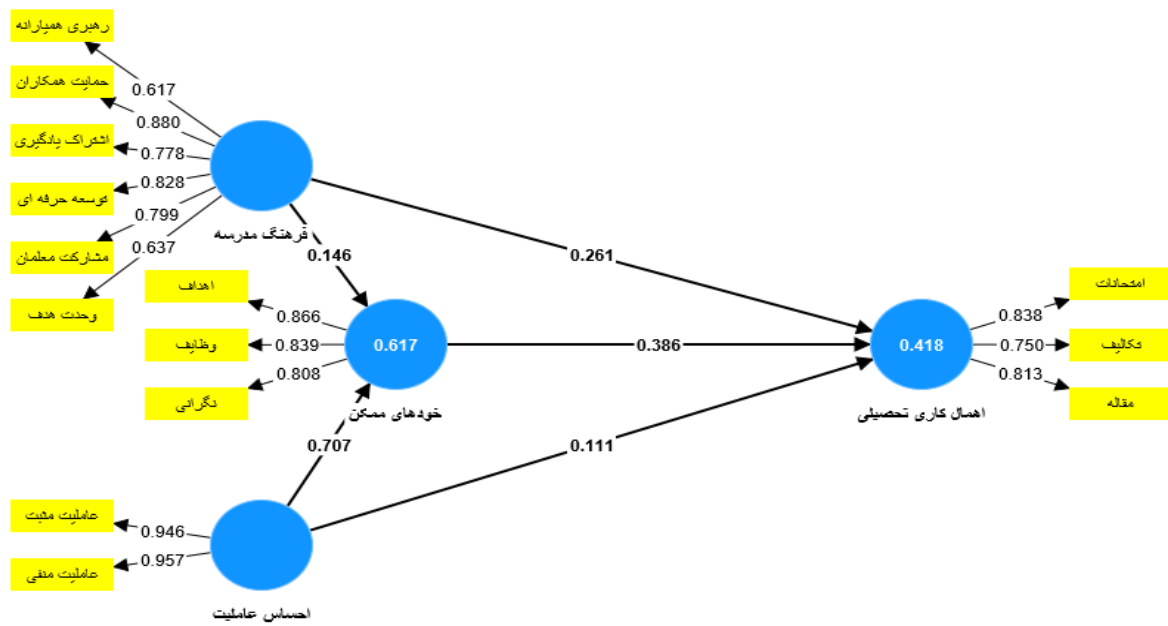 رهبری همیارانه
0.617
حمایت همکاران
0.880
اشتراک یادگیری
0.778
توسعه حرفه ای
0.828
مشارکت معلمان
0.799
وحدت هدف
0.637
فرهنگ مدرسه
0.146
0.261
اهداف
0.866
وظایف
0.839
نگرانی
0.808
0.617
خودهای ممکن
0.386
0.418
اهمال کاری تحصیلی
امتحانات
0.838
تکالیف
0.750
مقاله
0.813
0.707
0.111
عاملیت مثبت
0.946
عاملیت منفی
0.957
احساس عاملیت